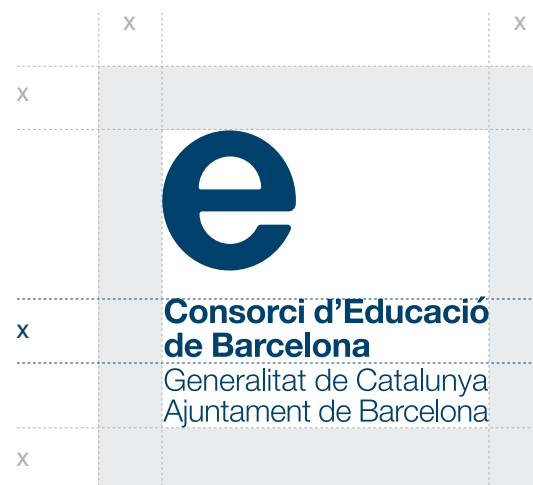 x x
x
e
Consorci d’Educació
x
de Barcelona
Generalitat de Catalunya
Ajuntament de Barcelona
x